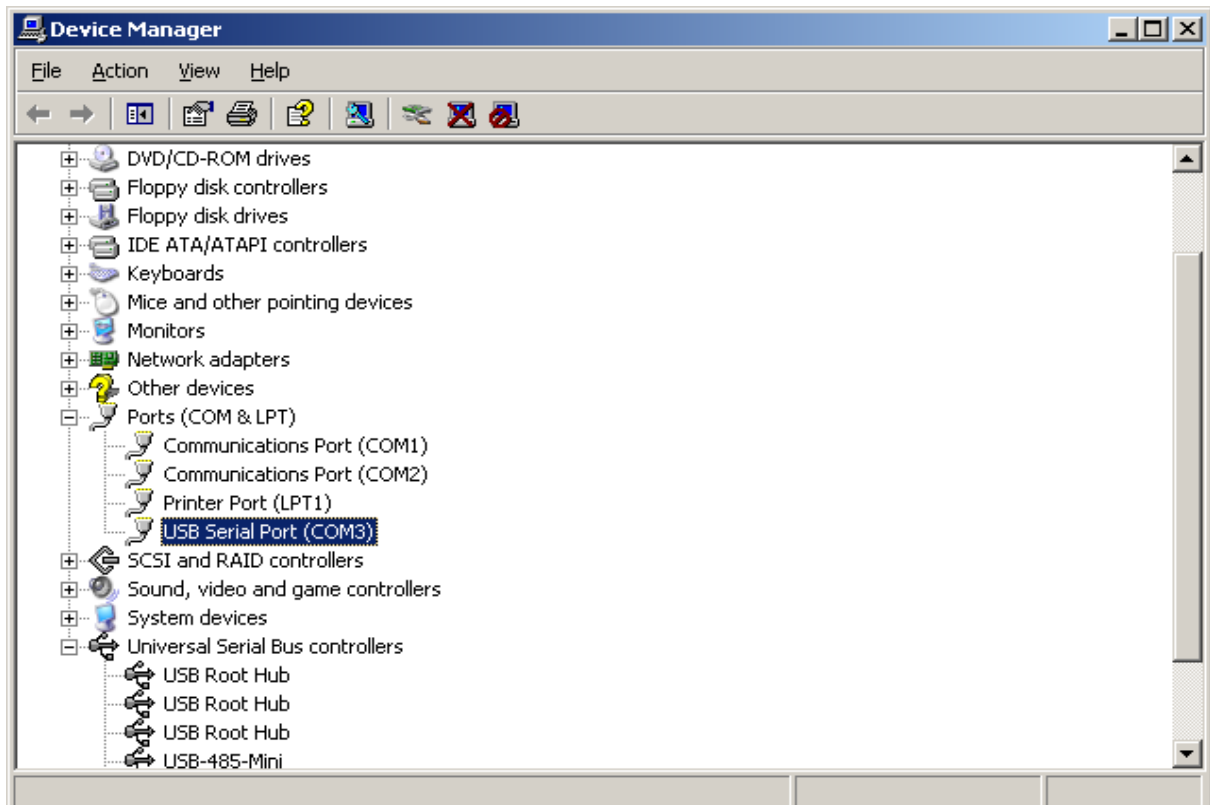 Device Manager
File Action View Help
DVD/CD-ROM drives
Floppy disk controllers
Floppy disk drives
IDE ATA/ATAPI controllers
Keyboards
Mice and other pointing devices
Monitors
Network adapters
Other devices
Ports (COM & LPT)
Communications Port (COM1)
Communications Port (COM2)
Printer Port (LPT1)
USB Serial Port (COM3)
SCSI and RAID controllers
Sound, video and game controllers
System devices
Universal Serial Bus controllers
USB Root Hub
USB Root Hub
USB Root Hub
USB-485-Mini